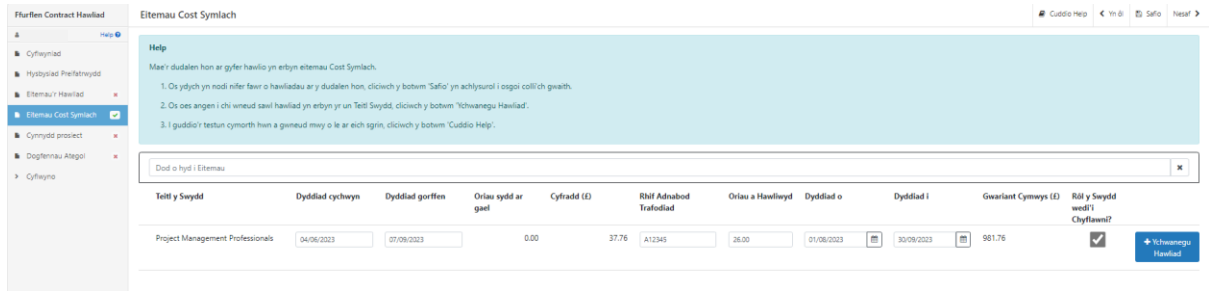 Ffurflen Contract Hawliad
Help
Cyflwyniad
Hysbysiad Preifatrwydd
Eitemau'r Hawliad
Eitemau Cost Symlach
Cynnydd prosiect
Dogfennau Ategol
Cyflwyno
Eitemau Cost Symlach
Cuddio Help
Yn ôl
Safio
Nesaf
Help
Mae'r dudalen hon ar gyfer hawlio yn erbyn eitemau Cost Symlach.
1. Os ydych yn nodi nifer fawr o hawliadau ar y dudalen hon, cliciwch y botwm 'Safio' yn achlysurol i osgoi colli'ch gwaith.
2. Os oes angen i chi wneud sawl hawliad yn erbyn yr un Teitl Swydd, cliciwch y botwm 'Ychwanegu Hawliad'.
3. I guddio'r testun cymorth hwn a gwneud mwy o le ar eich sgrin, cliciwch y botwm 'Cuddio Help'.
Dod o hyd i Eitemau
Teitl y Swydd
Dyddiad cychwyn
Dyddiad gorffen
Oriau sydd ar
gael
Cyfradd (£)
Rhif Adnabod
Trafodiad
Oriau a Hawliwyd
Dyddiad o
Dyddiad i
Gwariant Cymwys (£)
Rôl y Swydd
wedi'i
Chyflawni?
Project Management Professionals
04/06/2023
07/09/2023
0.00
37.76
A12345
26.00
01/08/2023
30/09/2023
981.76
+ Ychwanegu
Hawliad